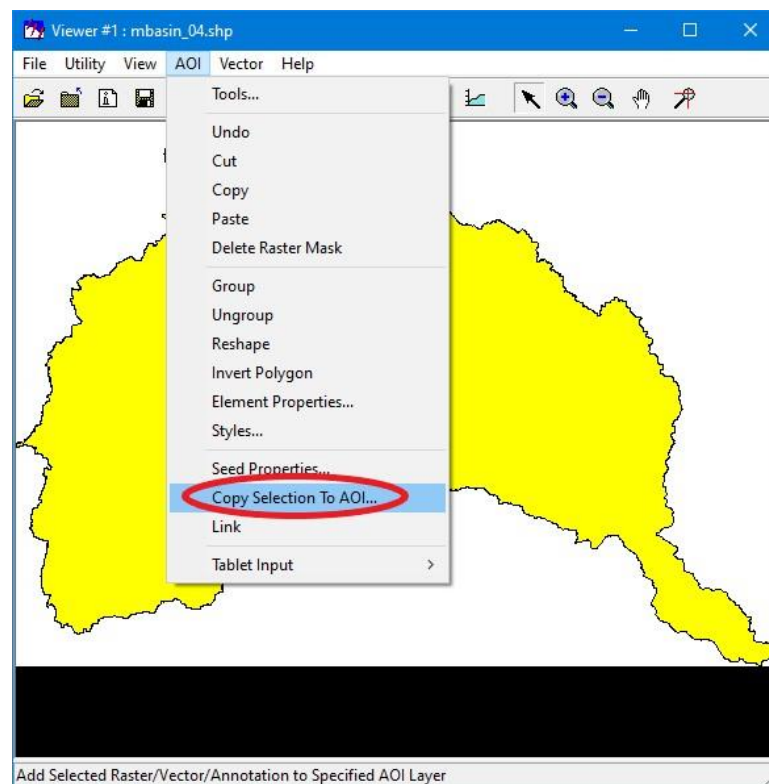 Viewer #1 : mbasin_04.shp
File Utility View AOI Vector Help
Tools...
Undo
Cut
Copy
Paste
Delete Raster Mask
Group
Ungroup
Reshape
Invert Polygon
Element Properties...
Styles...
Seed Properties...
Copy Selection To AOI...
Link
Tablet Input >
Add Selected Raster/Vector/Annotation to Specified AOI Layer